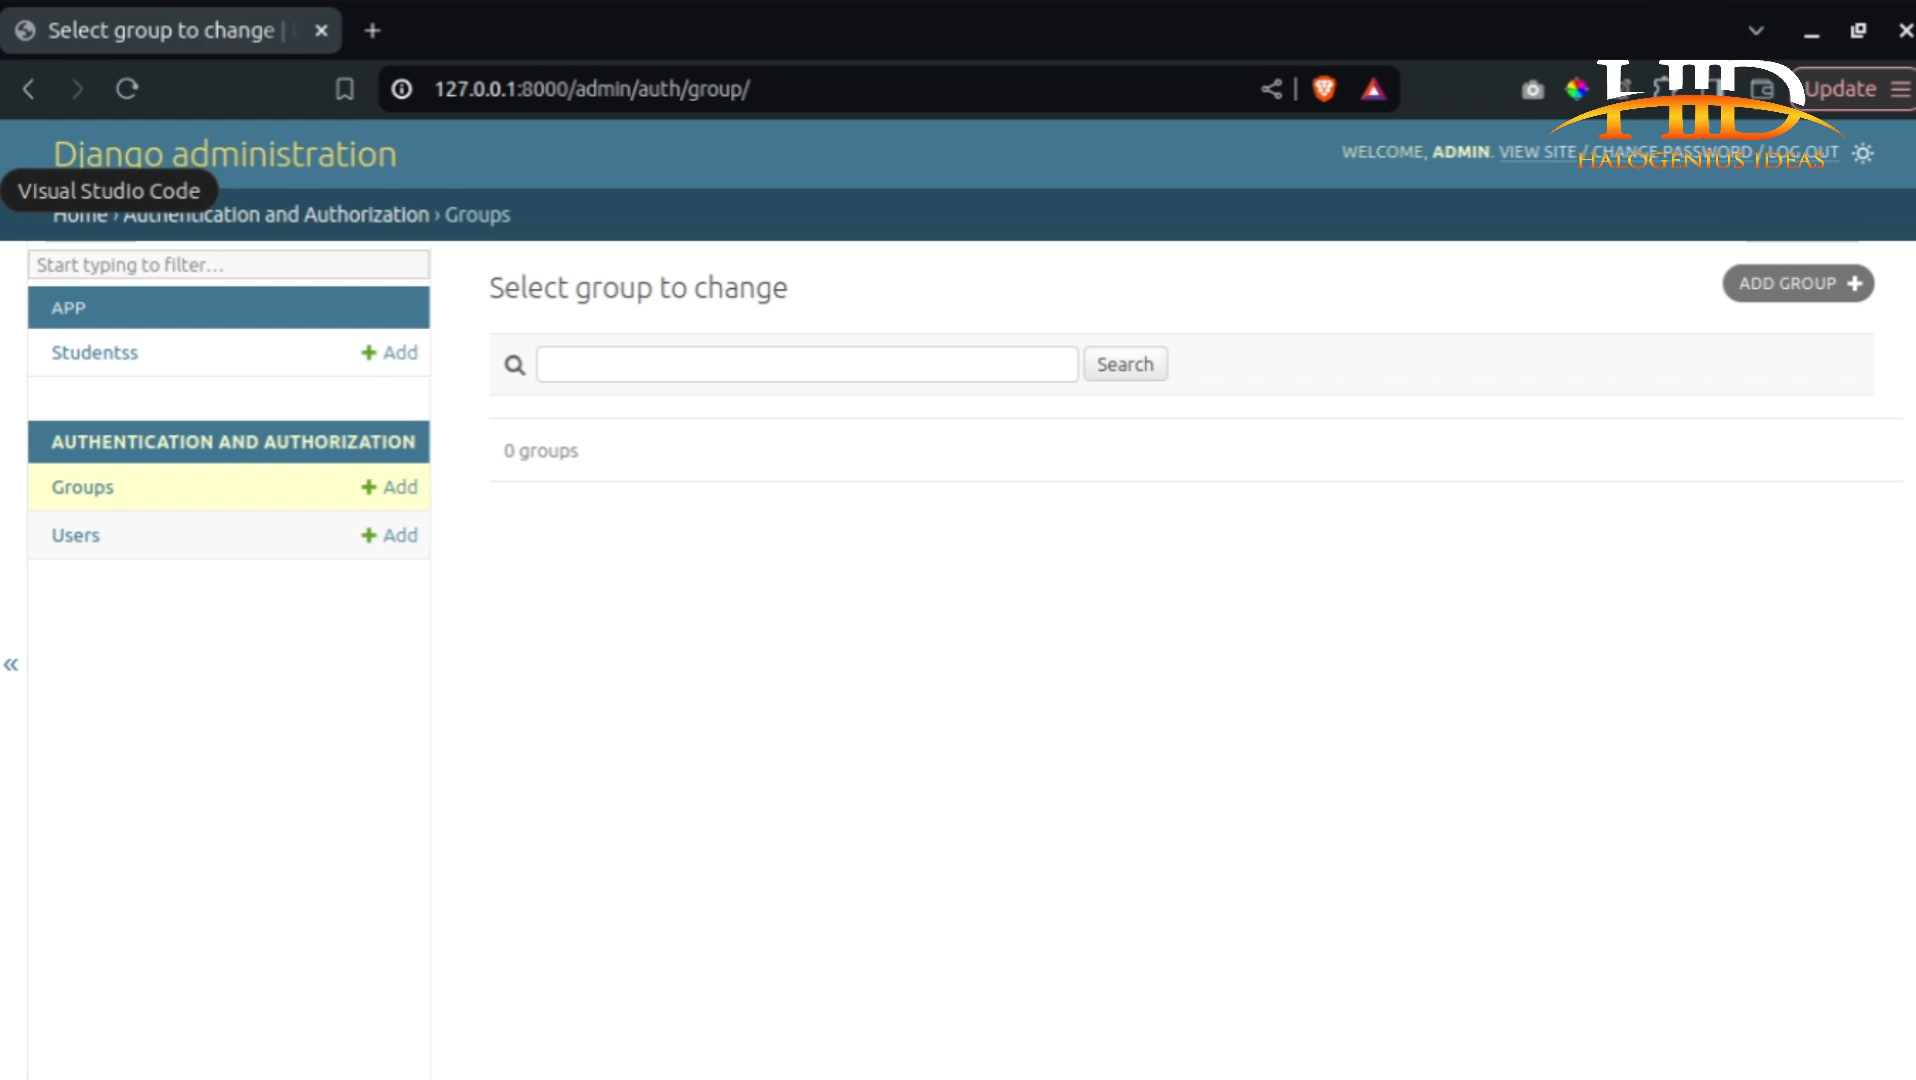 Select group to change |
127.0.0.1:8000/admin/auth/group/
Update
HID
HALOGENIUS IDEAS
Django administration
WELCOME, ADMIN. VIEW SITE / CHANGE PASSWORD / LOG OUT
Visual Studio Code
Home › Authentication and Authorization › Groups
Start typing to filter...
Select group to change
ADD GROUP +
APP
Studentss + Add
Search
AUTHENTICATION AND AUTHORIZATION
0 groups
Groups + Add
Users + Add
«